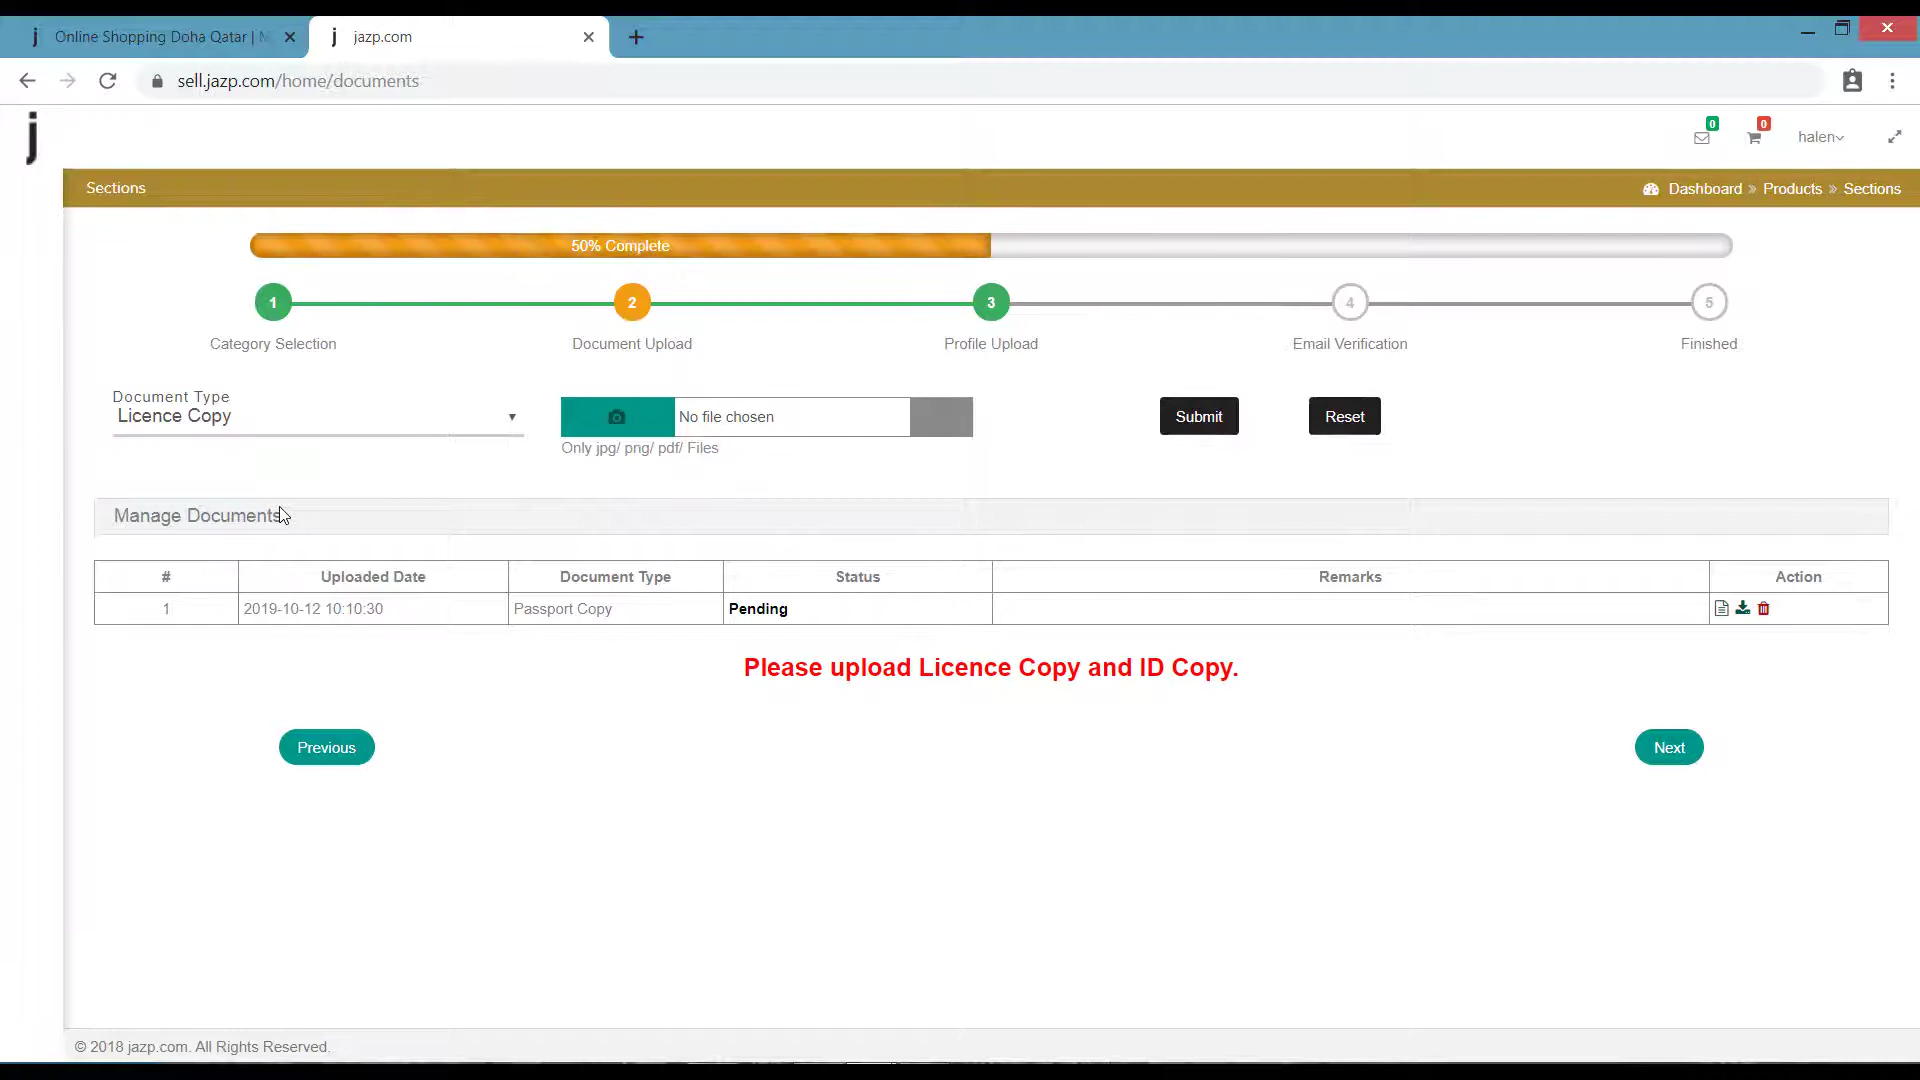 j Online Shopping Doha Qatar |
j jazp.com
sell.jazp.com/home/documents
j
0
0
halen
Sections
Dashboard » Products » Sections
50% Complete
1
2
3
4
5
Category Selection
Document Upload
Profile Upload
Email Verification
Finished
Document Type
Licence Copy
No file chosen
Submit
Reset
Only jpg/ png/ pdf/ Files
Manage Documents
# Uploaded Date Document Type Status Remarks Action
1 2019-10-12 10:10:30 Passport Copy Pending
Please upload Licence Copy and ID Copy.
Previous
Next
© 2018 jazp.com. All Rights Reserved.